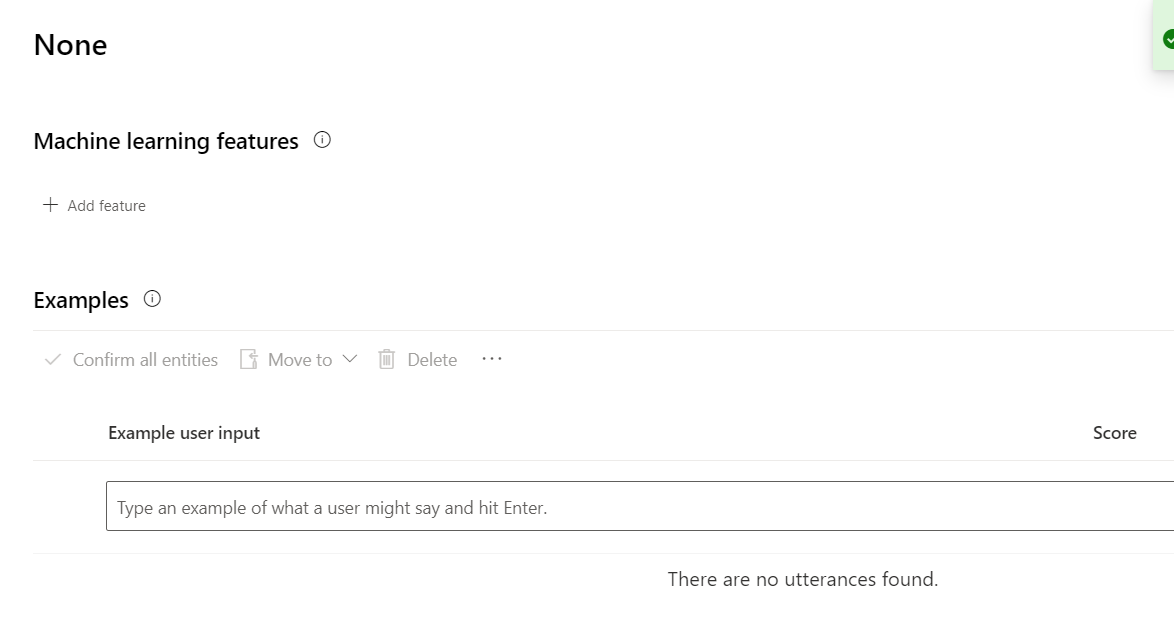 None
Machine learning features
Add feature
Examples
Confirm all entities Move to Delete ···
Example user input Score
Type an example of what a user might say and hit Enter.
There are no utterances found.